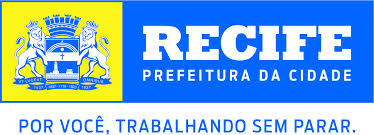 RECIFE
PREFEITURA DA CIDADE
POR VOCÊ, TRABALHANDO SEM PARAR.